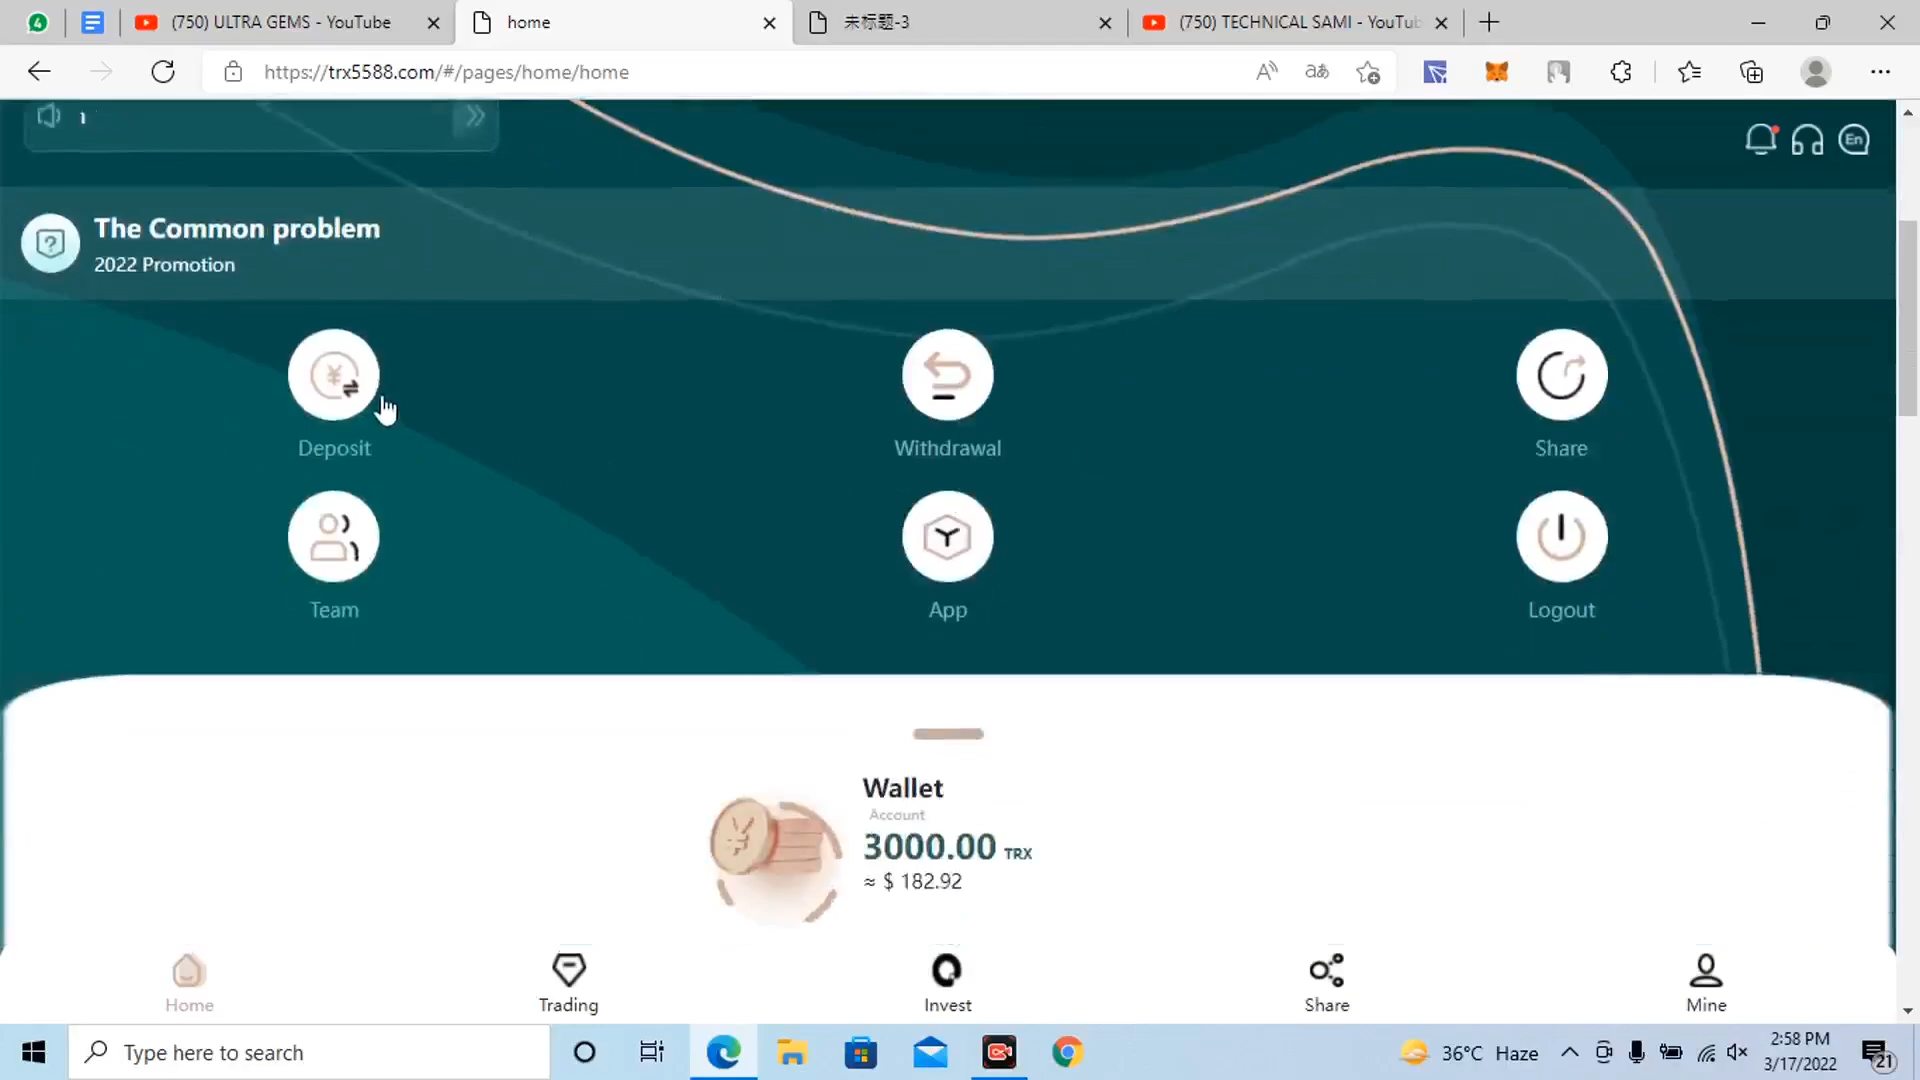 (750) ULTRA GEMS - YouTube
home
未标题-3
(750) TECHNICAL SAMI - YouTub
https://trx5588.com/#/pages/home/home
En
The Common problem
2022 Promotion
Deposit
Withdrawal
Share
Team
App
Logout
Wallet
Account
3000.00 TRX
≈ $ 182.92
Home
Trading
Invest
Share
Mine
Type here to search
36°C Haze
2:58 PM
3/17/2022
21